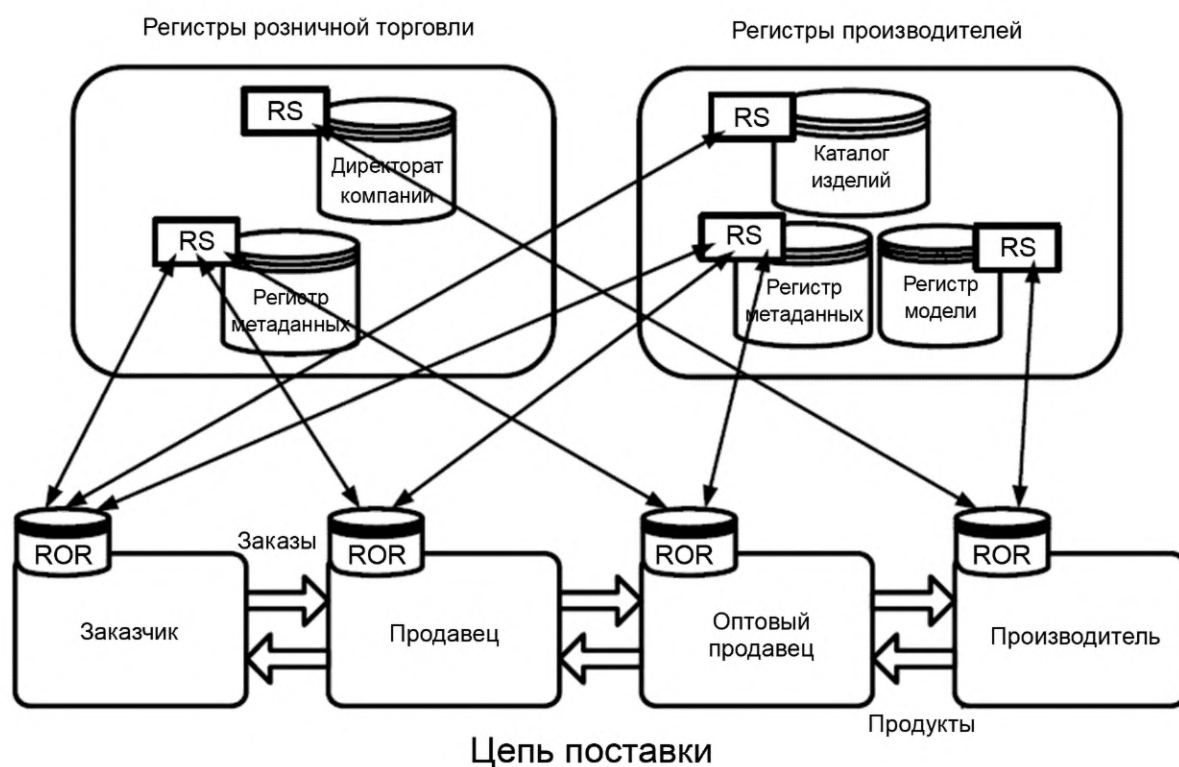 Регистры розничной торговли
Регистры производителей
RS
Директорат
компании
RS
Регистр
метаданных
RS
Каталог
изделий
RS
Регистр
метаданных
RS
Регистр
модели
ROR
Заказчик
Заказы
ROR
Продавец
ROR
Оптовый
продавец
ROR
Производитель
Продукты
Цепь поставки